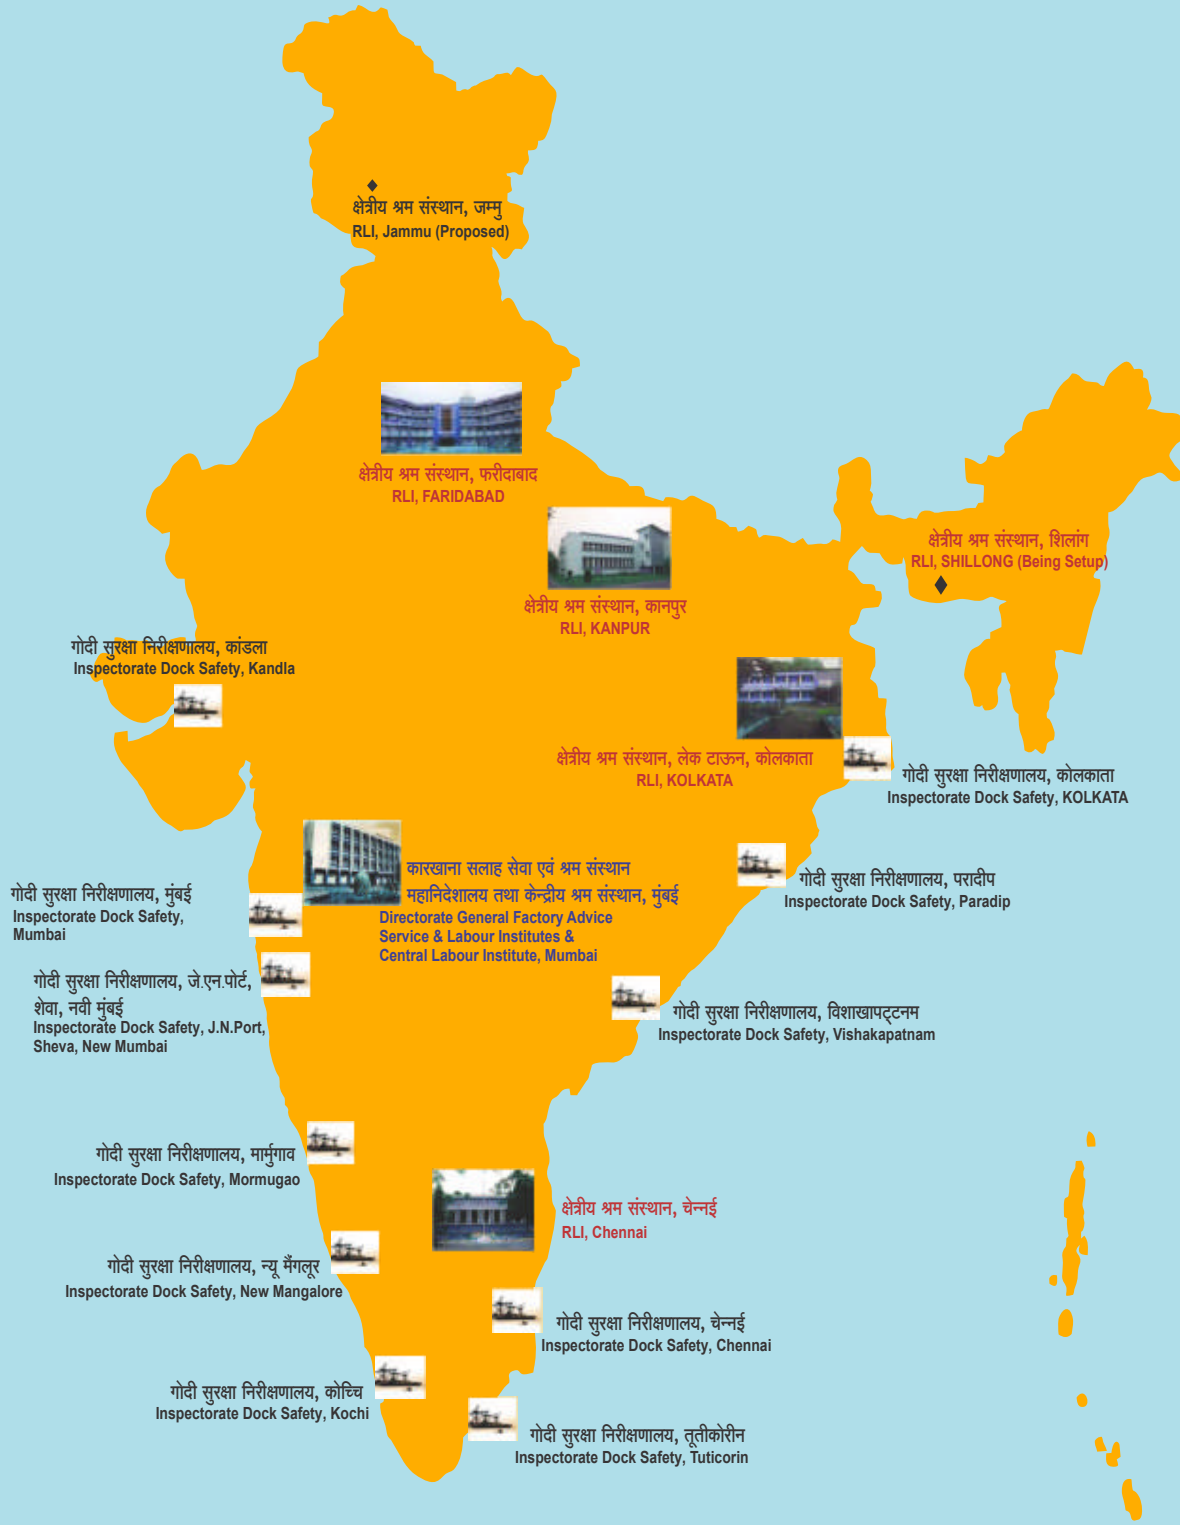 क्षेत्रीय श्रम संस्थान, जम्मु
RLI, Jammu (Proposed)
क्षेत्रीय श्रम संस्थान, फरीदाबाद
RLI, FARIDABAD
क्षेत्रीय श्रम संस्थान, शिलांग
RLI, SHILLONG (Being Setup)
क्षेत्रीय श्रम संस्थान, कानपुर
RLI, KANPUR
गोदी सुरक्षा निरीक्षणालय, कांडला
Inspectorate Dock Safety, Kandla
क्षेत्रीय श्रम संस्थान, लेक टाऊन, कोलकाता
RLI, KOLKATA
गोदी सुरक्षा निरीक्षणालय, कोलकाता
Inspectorate Dock Safety, KOLKATA
कारखाना सलाह सेवा एवं श्रम संस्थान
महानिदेशालय तथा केन्द्रीय श्रम संस्थान, मुंबई
Directorate General Factory Advice
Service & Labour Institutes &
Central Labour Institute, Mumbai
गोदी सुरक्षा निरीक्षणालय, परादीप
Inspectorate Dock Safety, Paradip
गोदी सुरक्षा निरीक्षणालय, मुंबई
Inspectorate Dock Safety,
Mumbai
गोदी सुरक्षा निरीक्षणालय, जे.एन.पोर्ट,
शेवा, नवी मुंबई
Inspectorate Dock Safety, J.N.Port,
Sheva, New Mumbai
गोदी सुरक्षा निरीक्षणालय, विशाखापट्टनम
Inspectorate Dock Safety, Vishakapatnam
गोदी सुरक्षा निरीक्षणालय, मार्मुगाव
Inspectorate Dock Safety, Mormugao
क्षेत्रीय श्रम संस्थान, चेन्नई
RLI, Chennai
गोदी सुरक्षा निरीक्षणालय, न्यू मैंगलूर
Inspectorate Dock Safety, New Mangalore
गोदी सुरक्षा निरीक्षणालय, चेन्नई
Inspectorate Dock Safety, Chennai
गोदी सुरक्षा निरीक्षणालय, कोच्चि
Inspectorate Dock Safety, Kochi
गोदी सुरक्षा निरीक्षणालय, तूतीकोरीन
Inspectorate Dock Safety, Tuticorin